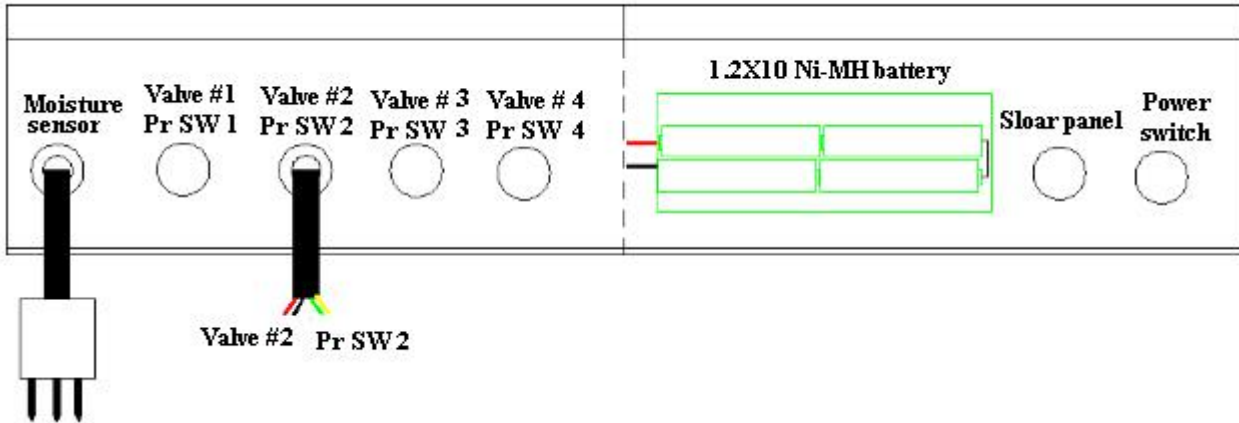 Moisture
sensor
Valve #1
Pr SW 1
Valve #2
Pr SW 2
Valve # 3
Pr SW 3
Valve # 4
Pr SW 4
1.2X10 Ni-MH battery
Sloar panel
Power
switch
Valve #2
Pr SW 2